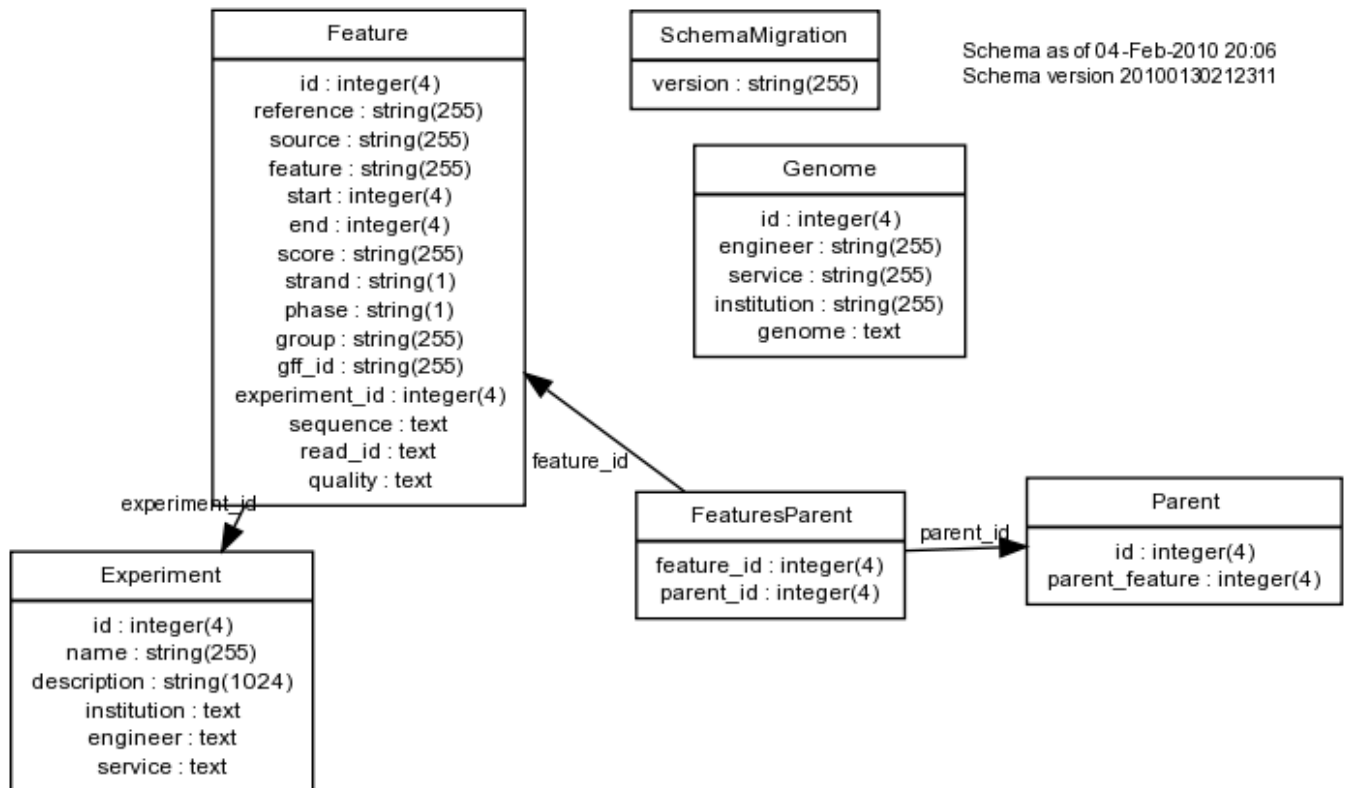 Feature
id : integer(4)
reference : string(255)
source : string(255)
feature : string(255)
start : integer(4)
end : integer(4)
score : string(255)
strand : string(1)
phase : string(1)
group : string(255)
gff_id : string(255)
experiment_id : integer(4)
sequence : text
read_id : text
quality : text
SchemaMigration
version : string(255)
Schema as of 04-Feb-2010 20:06
Schema version 20100130212311
Genome
id : integer(4)
engineer : string(255)
service : string(255)
institution : string(255)
genome : text
feature_id
experiment_id
FeaturesParent
feature_id : integer(4)
parent_id : integer(4)
parent_id
Parent
id : integer(4)
parent_feature : integer(4)
Experiment
id : integer(4)
name : string(255)
description : string(1024)
institution : text
engineer : text
service : text